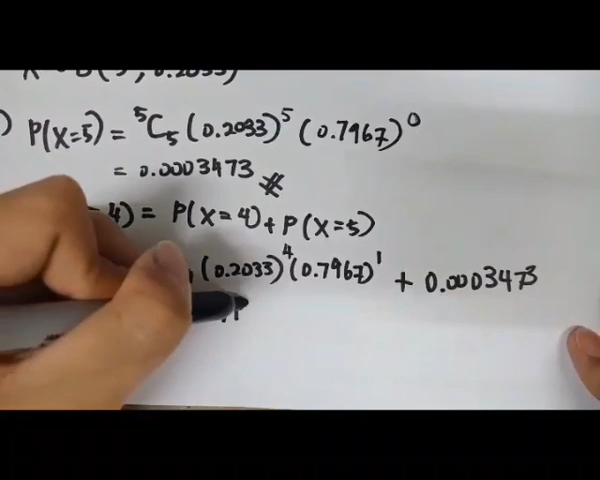 ) P(X=5) = ⁵C₅ (0.2033)⁵ (0.7967)⁰
= 0.0003473
4) = P(X=4) + P(X=5)
(0.2033)⁴ (0.7967)¹ + 0.0003473